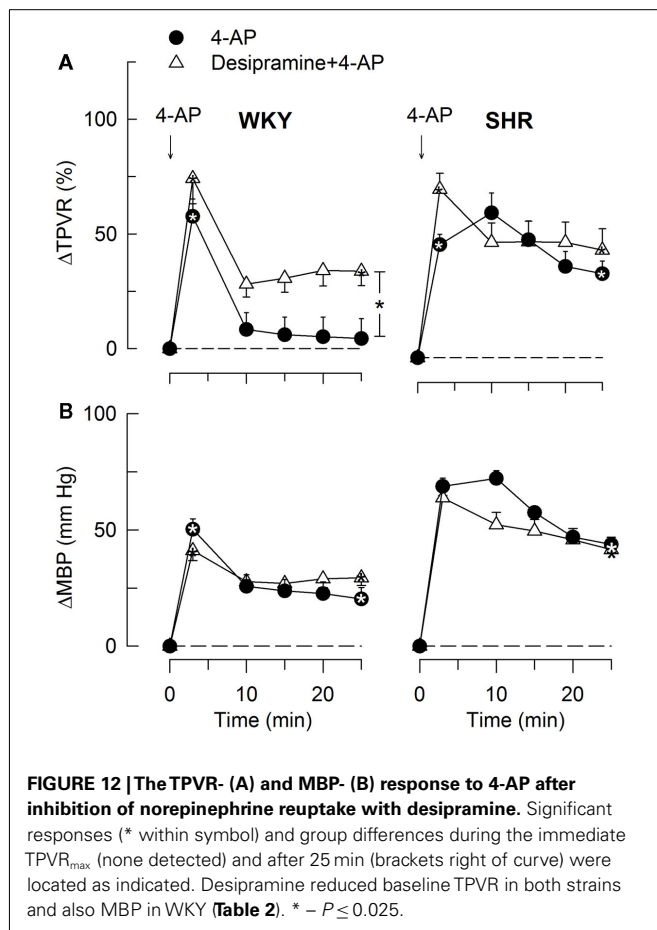 4-AP
Desipramine+4-AP
A
4-AP WKY 4-AP SHR
100
50
0
ΔTPVR (%)
B
100
50
0
ΔMBP (mm Hg)
*
0 10 20 0 10 20
Time (min) Time (min)
FIGURE 12 | The TPVR- (A) and MBP- (B) response to 4-AP after
inhibition of norepinephrine reuptake with desipramine. Significant
responses (* within symbol) and group differences during the immediate
TPVRmax (none detected) and after 25 min (brackets right of curve) were
located as indicated. Desipramine reduced baseline TPVR in both strains
and also MBP in WKY (Table 2). * – P ≤ 0.025.